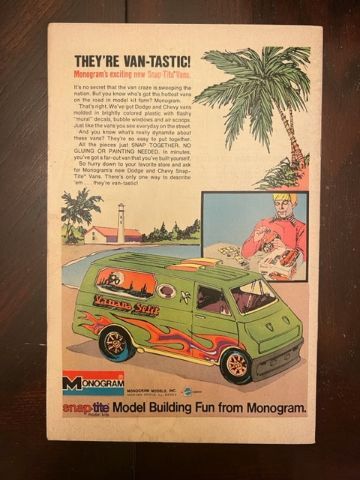 THEY'RE VAN-TASTIC!
Monogram's exciting new Snap-Tite Vans.
It's no secret that the van craze is sweeping the
nation. But you know who's got the hottest vans
on the road in model kit form? Monogram.
That's right. We've got Dodge and Chevy vans
molded in brightly colored plastic with flashy
"mural" decals, bubble windows and air scoops.
Just like the vans you see everyday on the street.
And you know what's really dynamite about
these vans? They're so easy to put together.
All the pieces just SNAP TOGETHER. NO
GLUING OR PAINTING NEEDED. In minutes,
you've got a far-out van that you've built yourself.
So hurry down to your favorite store and ask
for Monogram's new Dodge and Chevy Snap-
Tite Vans. There's only one way to describe
'em . . . they're van-tastic!
MONOGRAM
MONOGRAM MODELS, INC.
snap-tite Model Building Fun from Monogram.